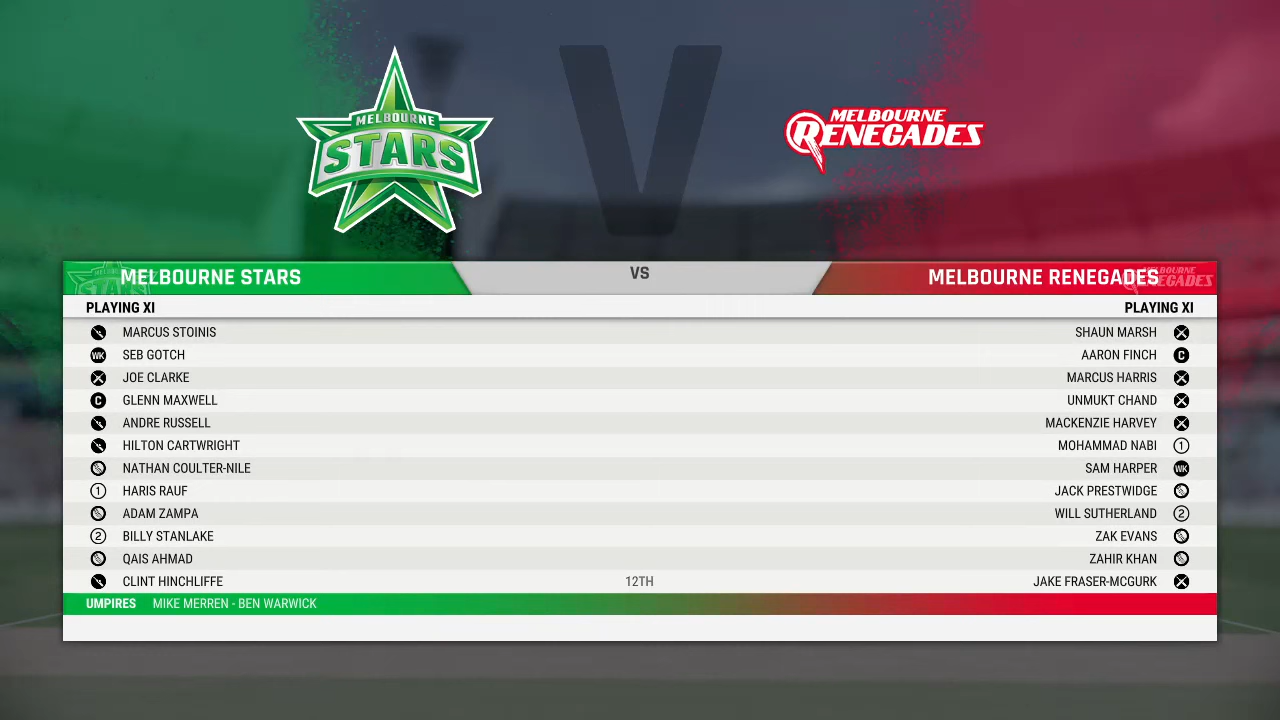 V
MELBOURNE
STARS
MELBOURNE
RENEGADES
MELBOURNE STARS
VS
MELBOURNE RENEGADES
MELBOURNE
RENEGADES
PLAYING XI
PLAYING XI
MARCUS STOINIS
SHAUN MARSH
WK SEB GOTCH
AARON FINCH C
JOE CLARKE
MARCUS HARRIS
C GLENN MAXWELL
UNMUKT CHAND
ANDRE RUSSELL
MACKENZIE HARVEY
HILTON CARTWRIGHT
MOHAMMAD NABI 1
NATHAN COULTER-NILE
SAM HARPER WK
1 HARIS RAUF
JACK PRESTWIDGE
ADAM ZAMPA
WILL SUTHERLAND 2
2 BILLY STANLAKE
ZAK EVANS
QAIS AHMAD
ZAHIR KHAN
CLINT HINCHLIFFE
12TH
JAKE FRASER-MCGURK
UMPIRES MIKE MERREN - BEN WARWICK